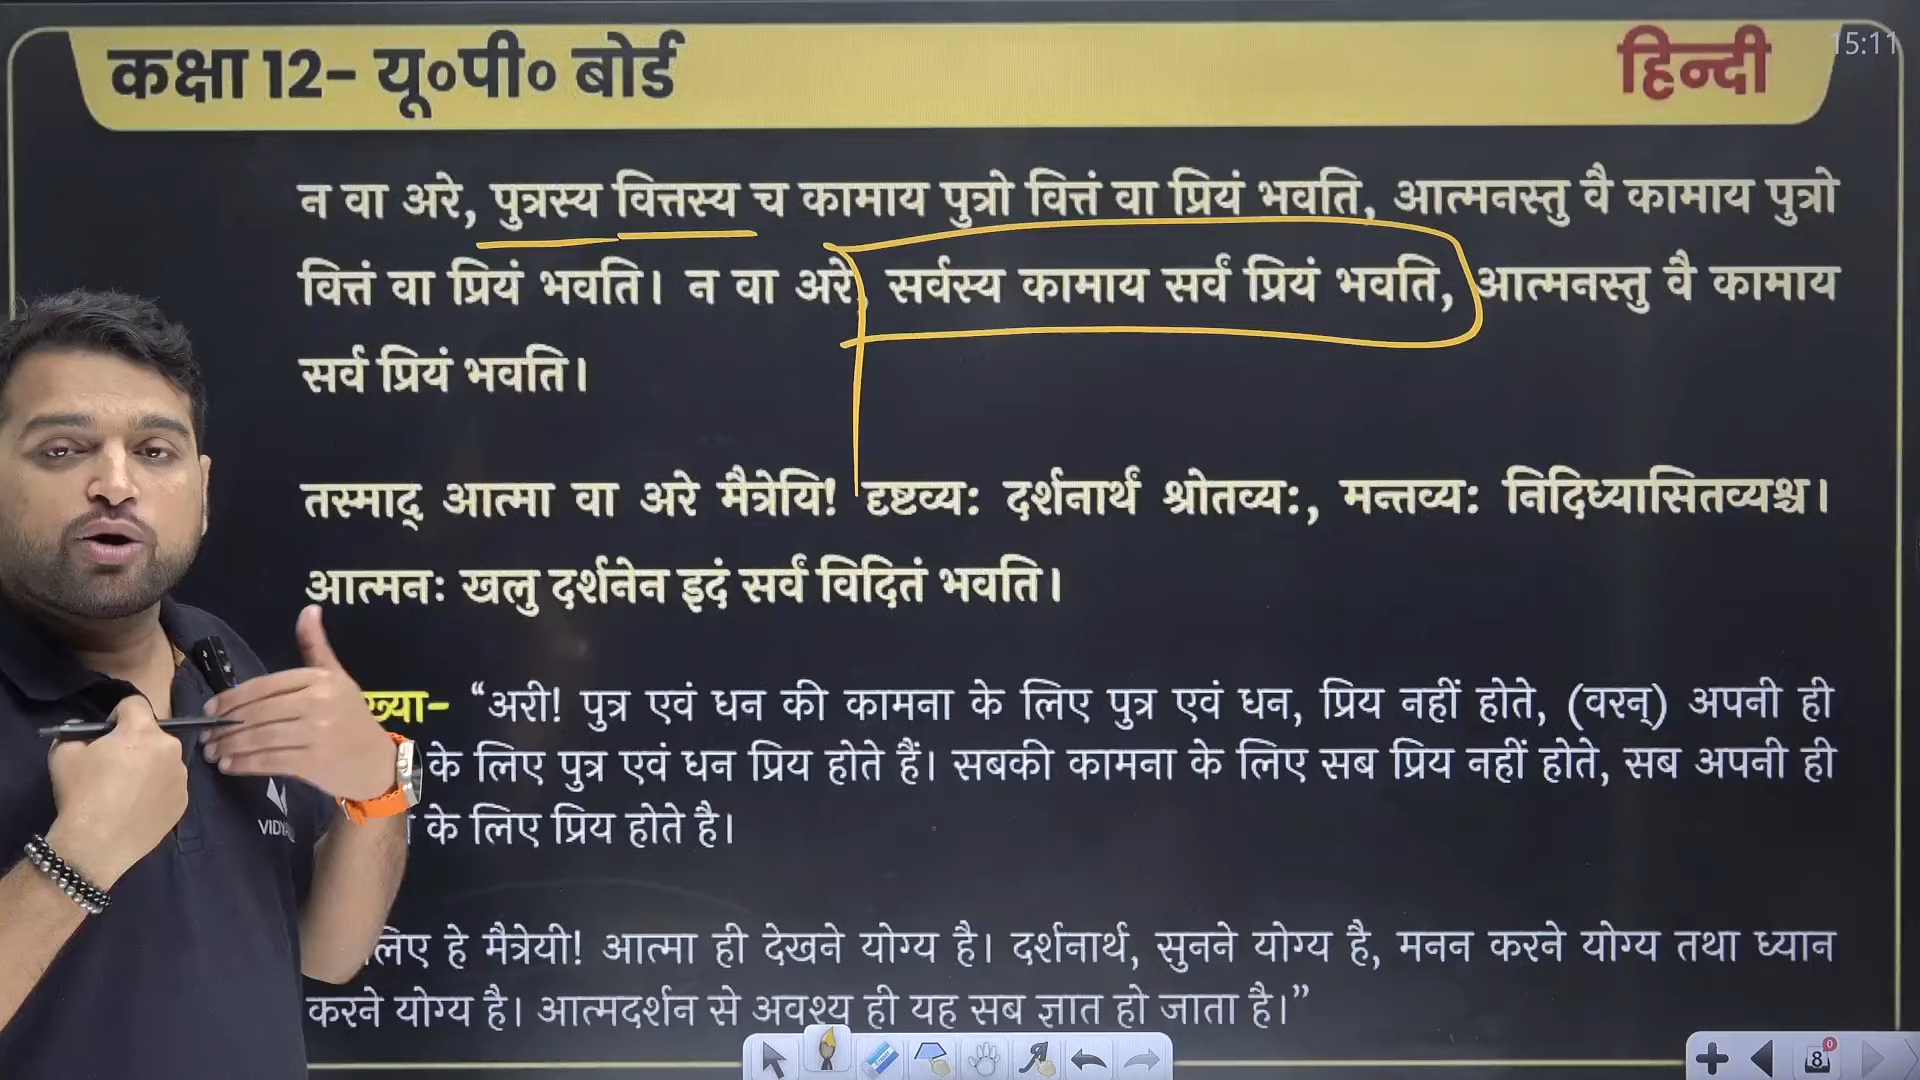 कक्षा 12- यू०पी० बोर्ड
हिन्दी
15:11
न वा अरे, पुत्रस्य वित्तस्य च कामाय पुत्रो वित्तं वा प्रियं भवति, आत्मनस्तु वै कामाय पुत्रो
वित्तं वा प्रियं भवति। न वा अरे, सर्वस्य कामाय सर्वं प्रियं भवति, आत्मनस्तु वै कामाय
सर्व प्रियं भवति।
तस्माद् आत्मा वा अरे मैत्रेयि! दृष्टव्य: दर्शनार्थं श्रोतव्य:, मन्तव्य: निदिध्यासितव्यश्च।
आत्मन: खलु दर्शनेन इदं सर्वं विदितं भवति।
ख्या- “अरी! पुत्र एवं धन की कामना के लिए पुत्र एवं धन, प्रिय नहीं होते, (वरन्) अपनी ही
के लिए पुत्र एवं धन प्रिय होते हैं। सबकी कामना के लिए सब प्रिय नहीं होते, सब अपनी ही
के लिए प्रिय होते है।
लिए हे मैत्रेयी! आत्मा ही देखने योग्य है। दर्शनार्थ, सुनने योग्य है, मनन करने योग्य तथा ध्यान
करने योग्य है। आत्मदर्शन से अवश्य ही यह सब ज्ञात हो जाता है।”
8
0